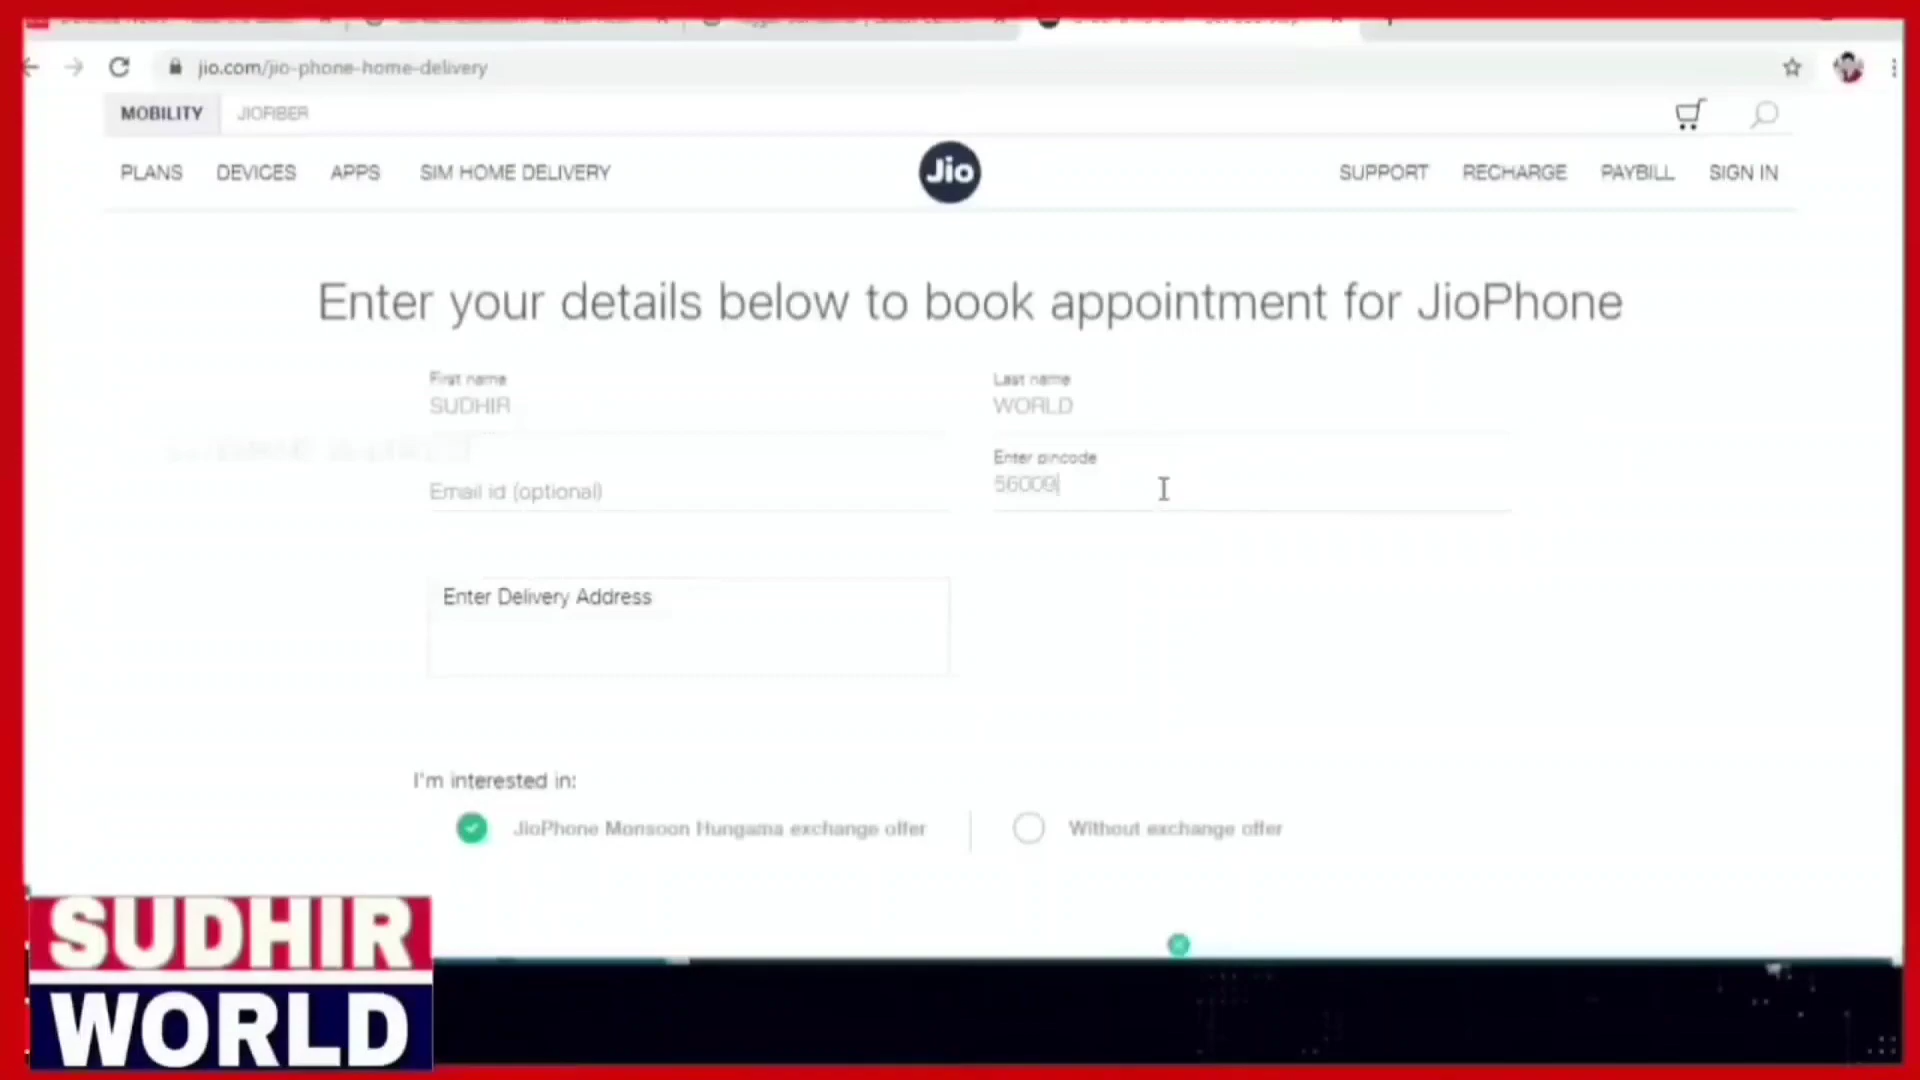 jio.com/jio-phone-home-delivery
MOBILITY JIOFIBER
PLANS DEVICES APPS SIM HOME DELIVERY Jio SUPPORT RECHARGE PAYBILL SIGN IN
Enter your details below to book appointment for JioPhone
First name Last name
SUDHIR WORLD
Enter pincode
Email id (optional) 56009
Enter Delivery Address
I'm interested in:
JioPhone Monsoon Hungama exchange offer Without exchange offer
SUDHIR
WORLD